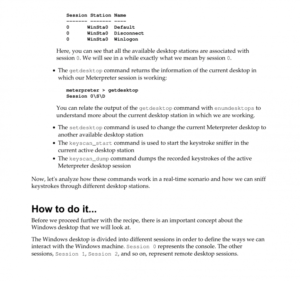 Session Station Name
------- ------- ----
0 WinSta0 Default
0 WinSta0 Disconnect
0 WinSta0 Winlogon
Here, you can see that all the available desktop stations are associated with
session 0. We will see in a while exactly what we mean by session 0.
• The getdesktop command returns the information of the current desktop in
which our Meterpreter session is working:
meterpreter > getdesktop
Session 0\S\D
You can relate the output of the getdesktop command with enumdesktops to
understand more about the current desktop station in which we are working.
• The setdesktop command is used to change the current Meterpreter desktop to
another available desktop station
• The keyscan_start command is used to start the keystroke sniffer in the
current active desktop station
• The keyscan_dump command dumps the recorded keystrokes of the active
Meterpreter desktop session
Now, let's analyze how these commands work in a real-time scenario and how we can sniff
keystrokes through different desktop stations.
How to do it...
Before we proceed further with the recipe, there is an important concept about the
Windows desktop that we will look at.
The Windows desktop is divided into different sessions in order to define the ways we can
interact with the Windows machine. Session 0 represents the console. The other
sessions, Session 1, Session 2, and so on, represent remote desktop sessions.